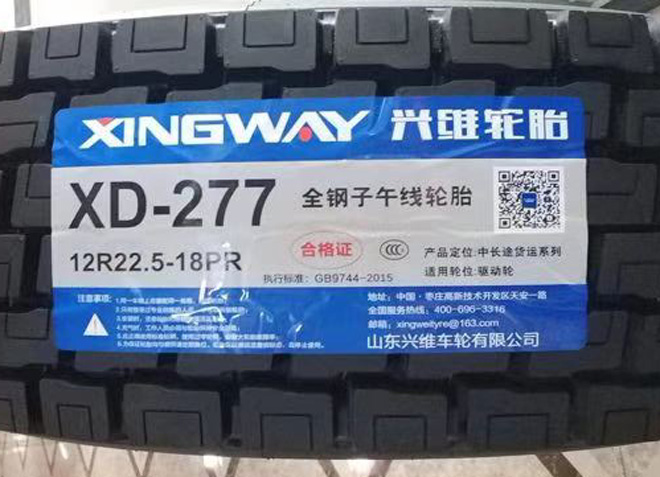 XINGWAY 兴维轮胎
XD-277 全钢子午线轮胎
12R22.5-18PR
合格证
CCC
产品定位: 中长途货运系列
适用轮位: 驱动轮
执行标准: GB9744-2015
注意事项:
地址: 中国·枣庄高新技术开发区天安一路
全国服务热线: 400-696-3316
邮箱: xingweityre@163.com
山东兴维车轮有限公司